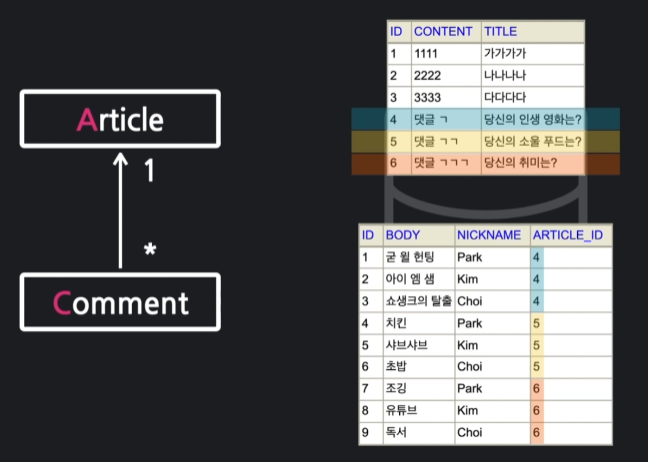 Article
1
*
Comment
ID CONTENT TITLE
1 1111 가가가가
2 2222 나나나나
3 3333 다다다다
4 댓글 ㄱ 당신의 인생 영화는?
5 댓글 ㄱㄱ 당신의 소울 푸드는?
6 댓글 ㄱㄱㄱ 당신의 취미는?
ID BODY NICKNAME ARTICLE_ID
1 굳 윌 헌팅 Park 4
2 아이 엠 샘 Kim 4
3 쇼생크의 탈출 Choi 4
4 치킨 Park 5
5 샤브샤브 Kim 5
6 초밥 Choi 5
7 조깅 Park 6
8 유튜브 Kim 6
9 독서 Choi 6